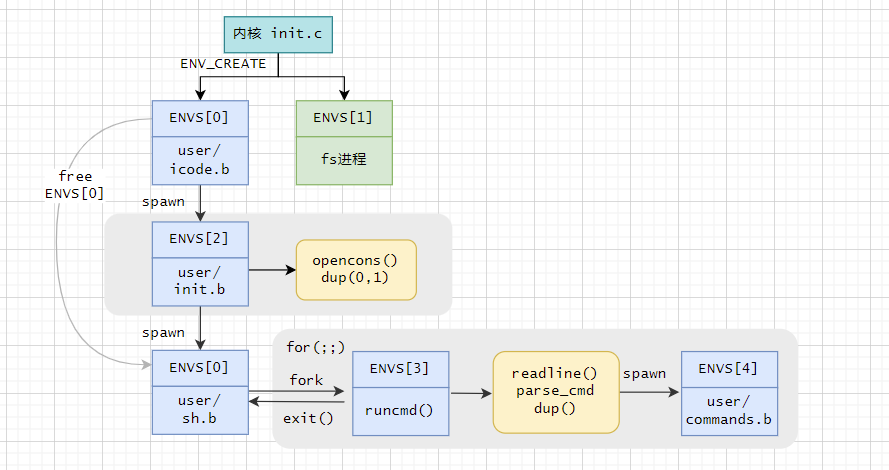 内核 init.c
ENV_CREATE
ENVS[0]
user/
icode.b
ENVS[1]
fs进程
free
ENVS[0]
spawn
ENVS[2]
user/
init.b
opencons()
dup(0,1)
spawn
ENVS[0]
user/
sh.b
for(;;)
fork
exit()
ENVS[3]
runcmd()
readline()
parse_cmd
dup()
spawn
ENVS[4]
user/
commands.b